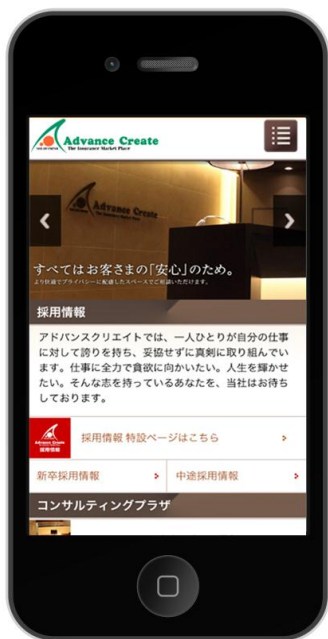 Advance Create
The Insurance Market Place
Advance Create
すべてはお客さまの「安心」のため。
より快適でプライバシーに配慮したスペースでご相談いただけます。
採用情報
アドバンスクリエイトでは、一人ひとりが自分の仕事
に対して誇りを持ち、妥協せずに真剣に取り組んでい
ます。仕事に全力で貪欲に向かいたい。人生を輝かせ
たい。そんな志を持っているあなたを、当社はお待ち
しております。
Advance Create
採用情報
採用情報 特設ページはこちら
新卒採用情報
中途採用情報
コンサルティングプラザ